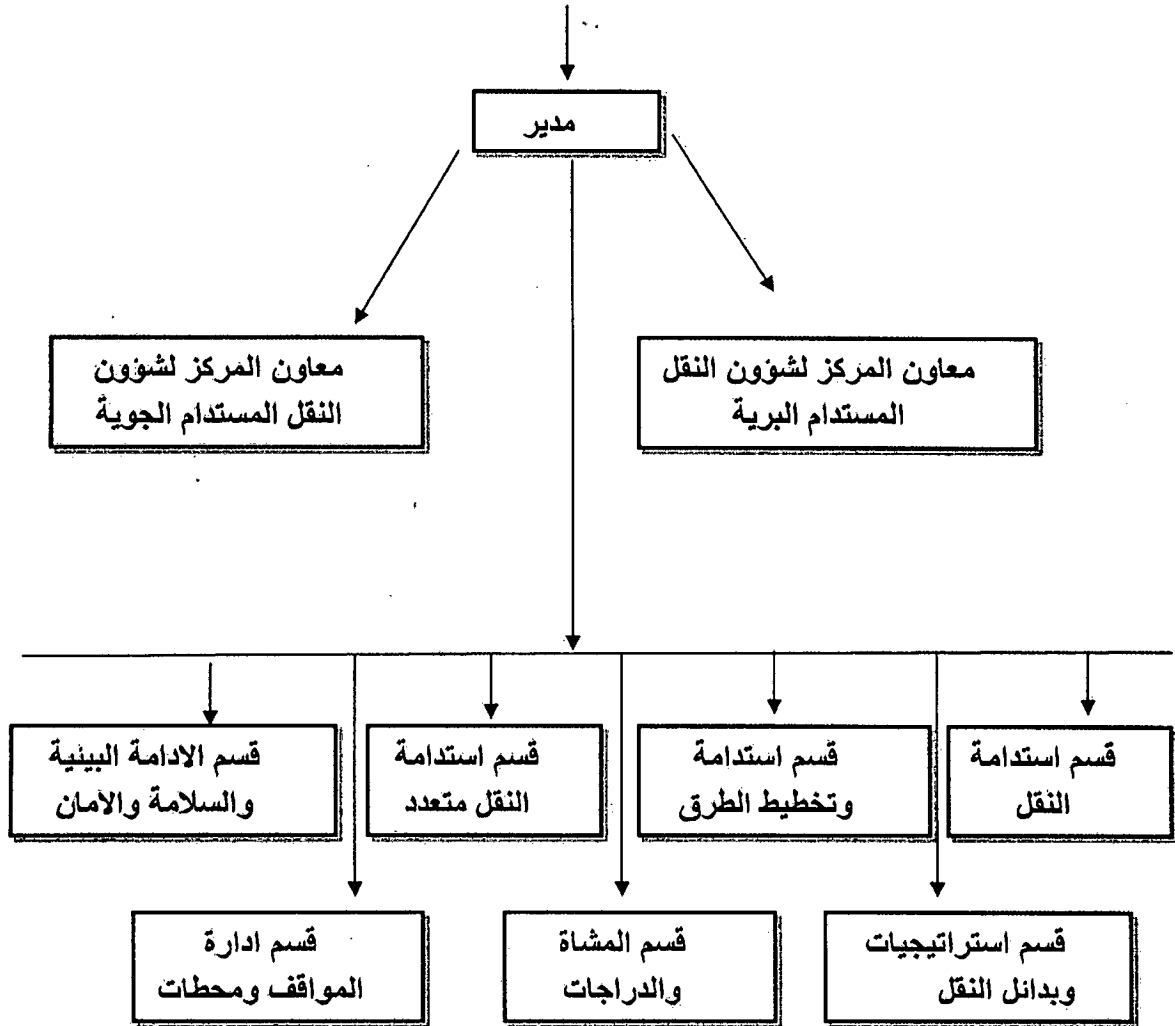 مدير
معاون المركز لشؤون النقل
المستدام البرية
معاون المركز لشؤون
النقل المستدام الجوية
قسم استدامة
النقل
قسم استدامة
وتخطيط الطرق
قسم استدامة
النقل متعدد
قسم الادامة البيئية
والسلامة والأمان
قسم استراتيجيات
وبدائل النقل
قسم المشاة
والدراجات
قسم ادارة
المواقف ومحطات